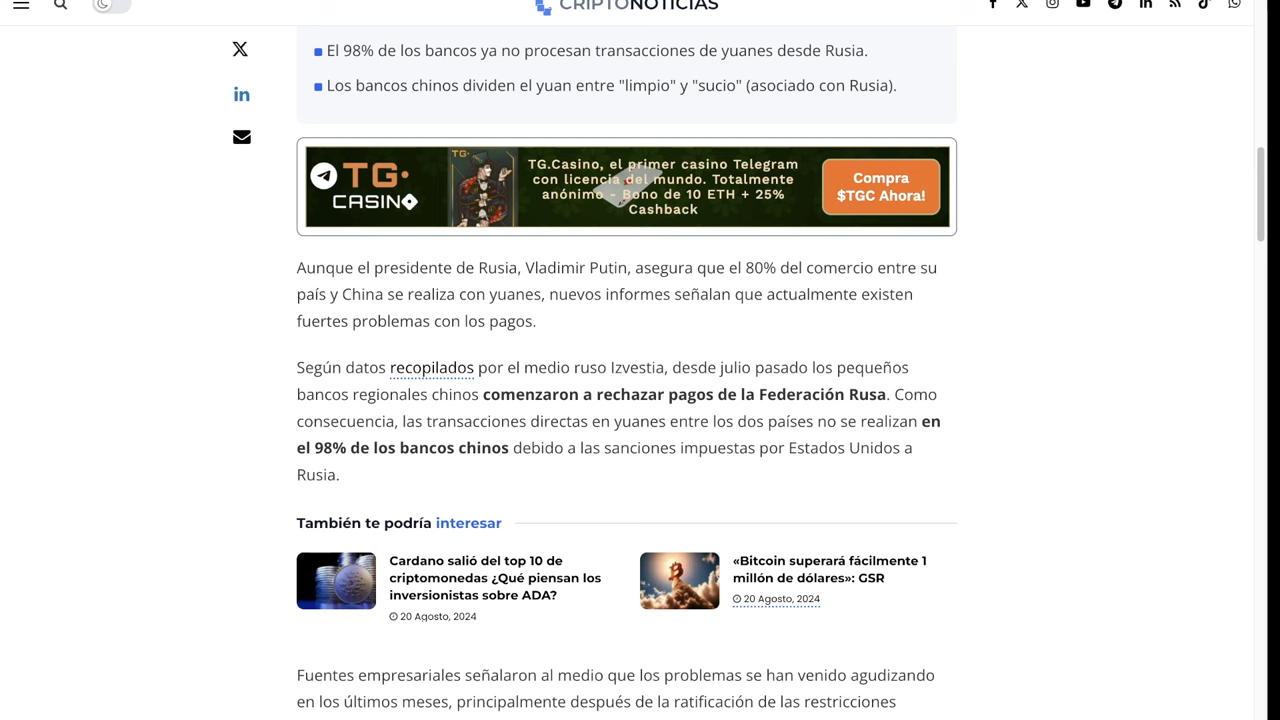 CRIPTONOTICIAS
El 98% de los bancos ya no procesan transacciones de yuanes desde Rusia.
Los bancos chinos dividen el yuan entre "limpio" y "sucio" (asociado con Rusia).
TG.
TG·
CASINO
TG.Casino, el primer casino Telegram
con licencia del mundo. Totalmente
anónimo - Bono de 10 ETH + 25%
Cashback
Compra
$TGC Ahora!
Aunque el presidente de Rusia, Vladimir Putin, asegura que el 80% del comercio entre su
país y China se realiza con yuanes, nuevos informes señalan que actualmente existen
fuertes problemas con los pagos.
Según datos recopilados por el medio ruso Izvestia, desde julio pasado los pequeños
bancos regionales chinos comenzaron a rechazar pagos de la Federación Rusa. Como
consecuencia, las transacciones directas en yuanes entre los dos países no se realizan en
el 98% de los bancos chinos debido a las sanciones impuestas por Estados Unidos a
Rusia.
También te podría interesar
Cardano salió del top 10 de
criptomonedas ¿Qué piensan los
inversionistas sobre ADA?
20 Agosto, 2024
«Bitcoin superará fácilmente 1
millón de dólares»: GSR
20 Agosto, 2024
Fuentes empresariales señalaron al medio que los problemas se han venido agudizando
en los últimos meses, principalmente después de la ratificación de las restricciones